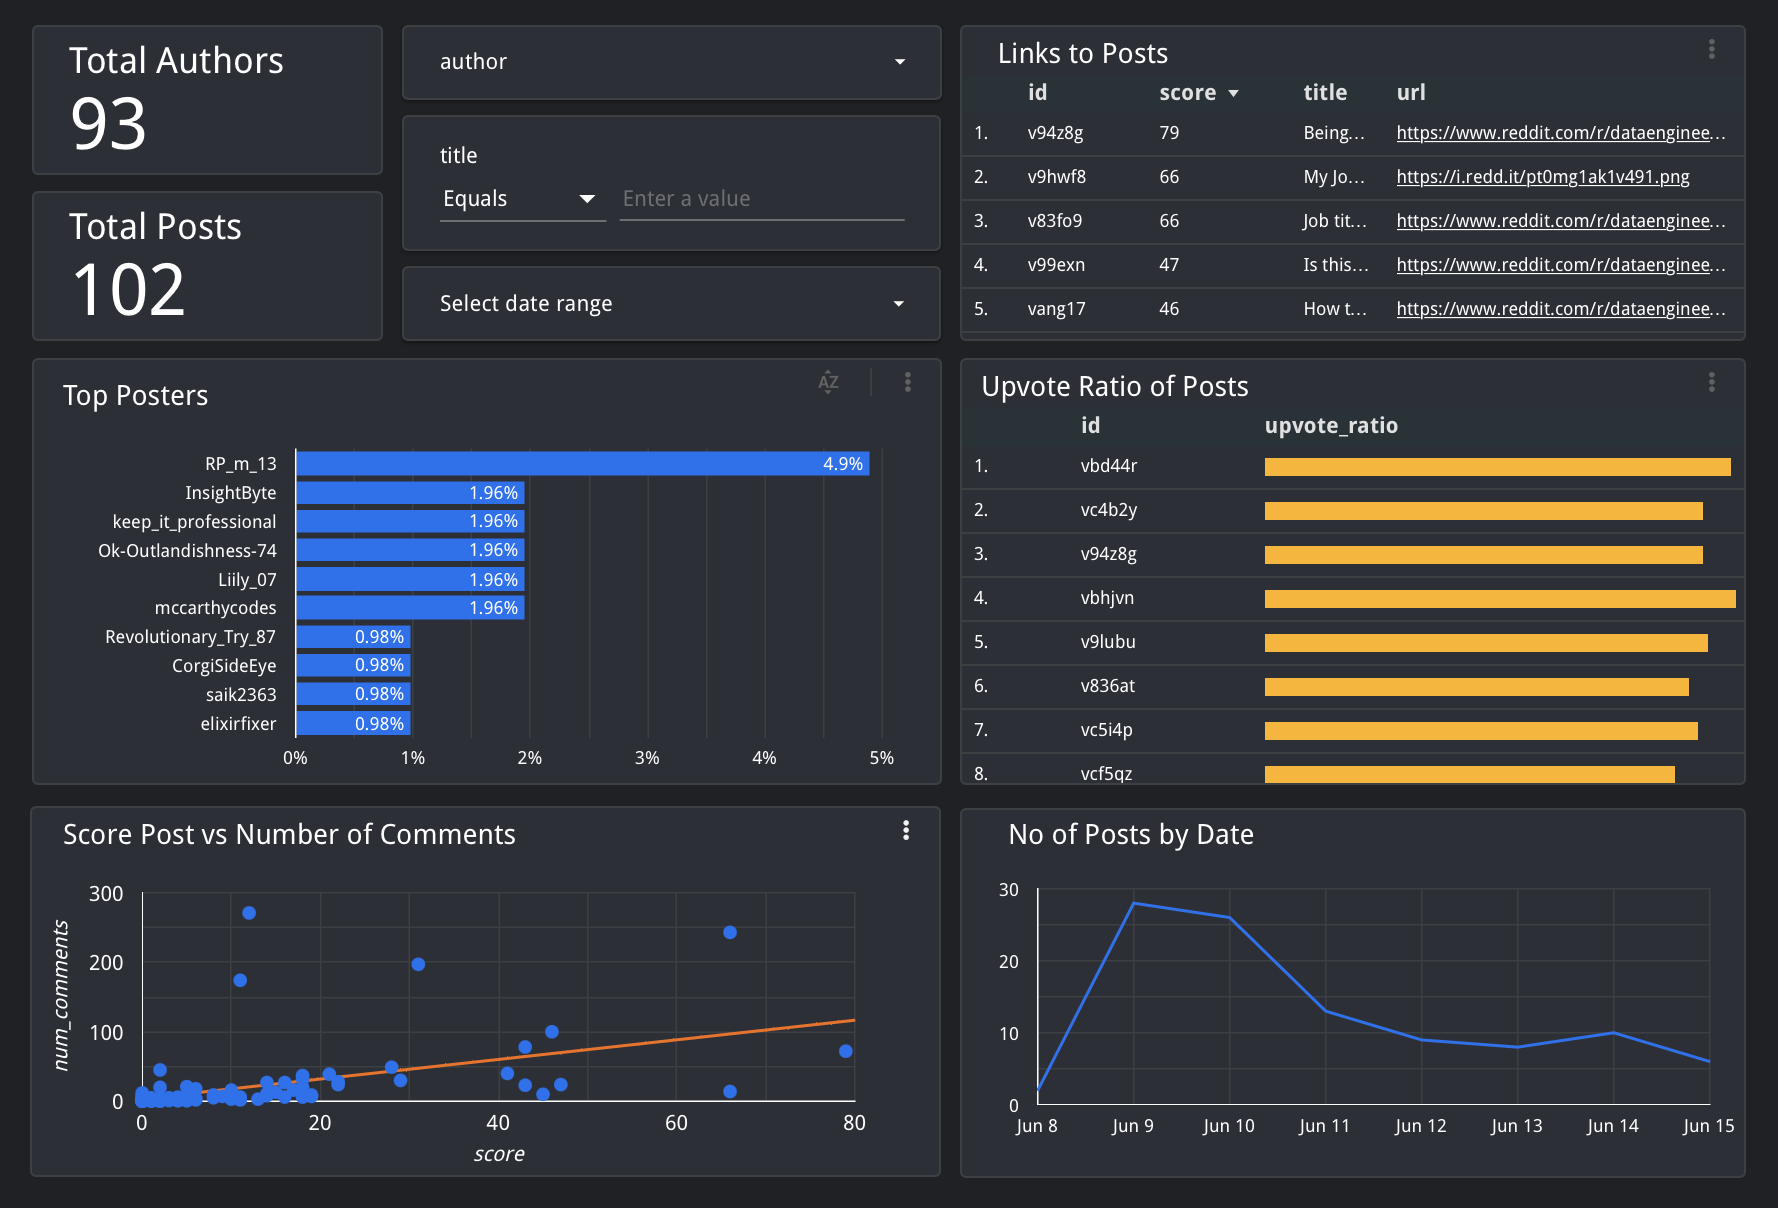 Total Authors
93
Total Posts
102
author
title
Equals Enter a value
Select date range
Links to Posts
id score title url
1. v94z8g 79 Being... https://www.reddit.com/r/dataenginee...
2. v9hwf8 66 My Jo... https://i.redd.it/pt0mg1ak1v491.png
3. v83fo9 66 Job tit... https://www.reddit.com/r/dataenginee...
4. v99exn 47 Is this... https://www.reddit.com/r/dataenginee...
5. vang17 46 How t... https://www.reddit.com/r/dataenginee...
Top Posters
AZ
RP_m_13 4.9%
InsightByte 1.96%
keep_it_professional 1.96%
Ok-Outlandishness-74 1.96%
Liily_07 1.96%
mccarthycodes 1.96%
Revolutionary_Try_87 0.98%
CorgiSideEye 0.98%
saik2363 0.98%
elixirfixer 0.98%
0% 1% 2% 3% 4% 5%
Upvote Ratio of Posts
id upvote_ratio
1. vbd44r
2. vc4b2y
3. v94z8g
4. vbhjvn
5. v9lubu
6. v836at
7. vc5i4p
8. vcf5qz
Score Post vs Number of Comments
num_comments
300
200
100
0
0 20 40 60 80
score
No of Posts by Date
30
20
10
0
Jun 8 Jun 9 Jun 10 Jun 11 Jun 12 Jun 13 Jun 14 Jun 15